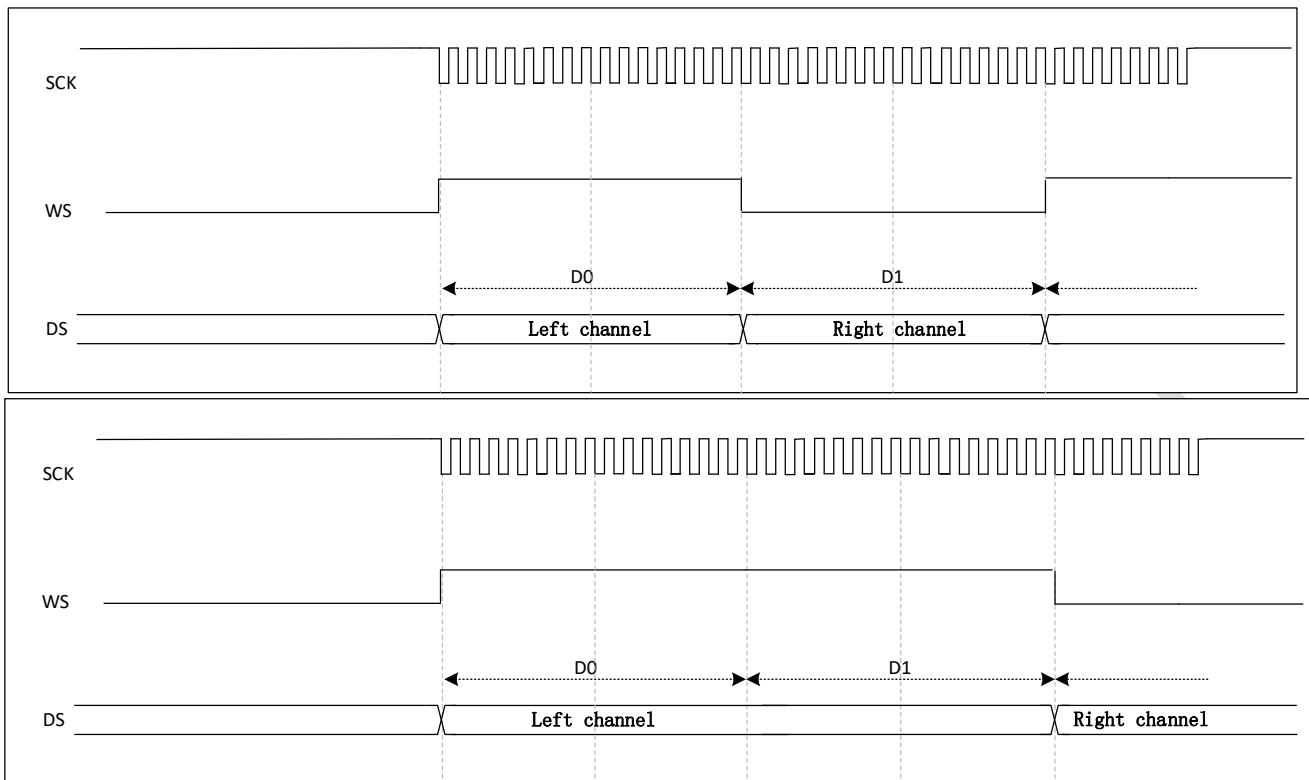 SCK
WS
D0 D1
DS Left channel Right channel
SCK
WS
D0 D1
DS Left channel Right channel